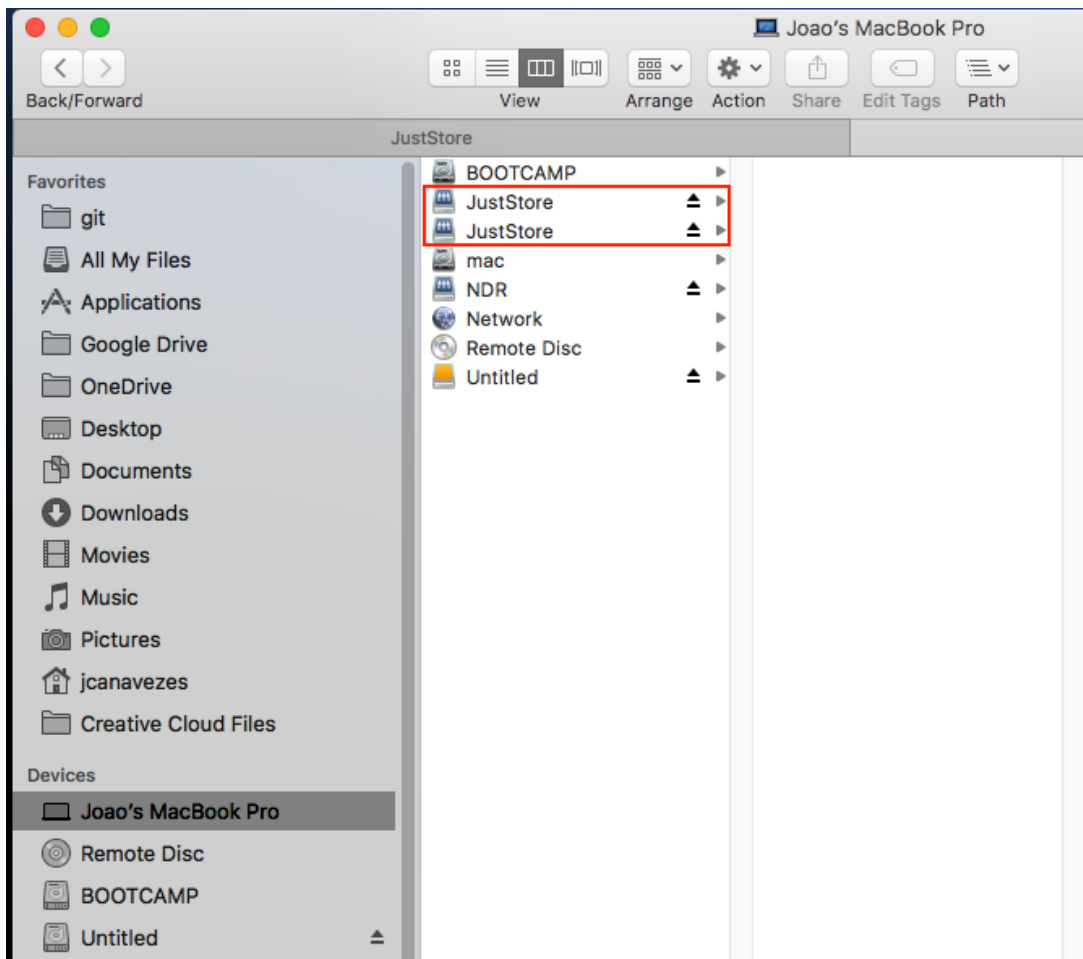 Joao's MacBook Pro
Back/Forward View Arrange Action Share Edit Tags Path
JustStore
Favorites
git
All My Files
Applications
Google Drive
OneDrive
Desktop
Documents
Downloads
Movies
Music
Pictures
jcanavezes
Creative Cloud Files
Devices
Joao's MacBook Pro
Remote Disc
BOOTCAMP
Untitled
BOOTCAMP
JustStore
JustStore
mac
NDR
Network
Remote Disc
Untitled